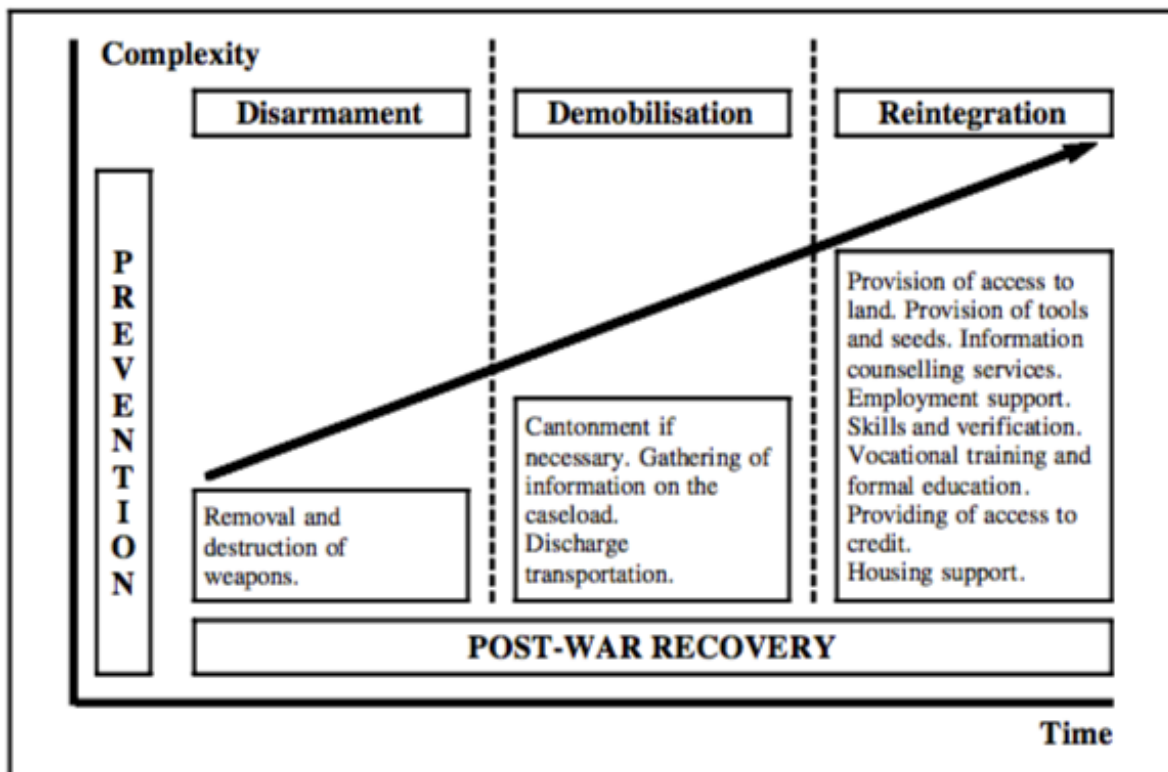 Complexity
Disarmament
Demobilisation
Reintegration
PREVENTION
Removal and
destruction of
weapons.
Cantonment if
necessary. Gathering of
information on the
caseload.
Discharge
transportation.
Provision of access to
land. Provision of tools
and seeds. Information
counselling services.
Employment support.
Skills and verification.
Vocational training and
formal education.
Providing of access to
credit.
Housing support.
POST-WAR RECOVERY
Time